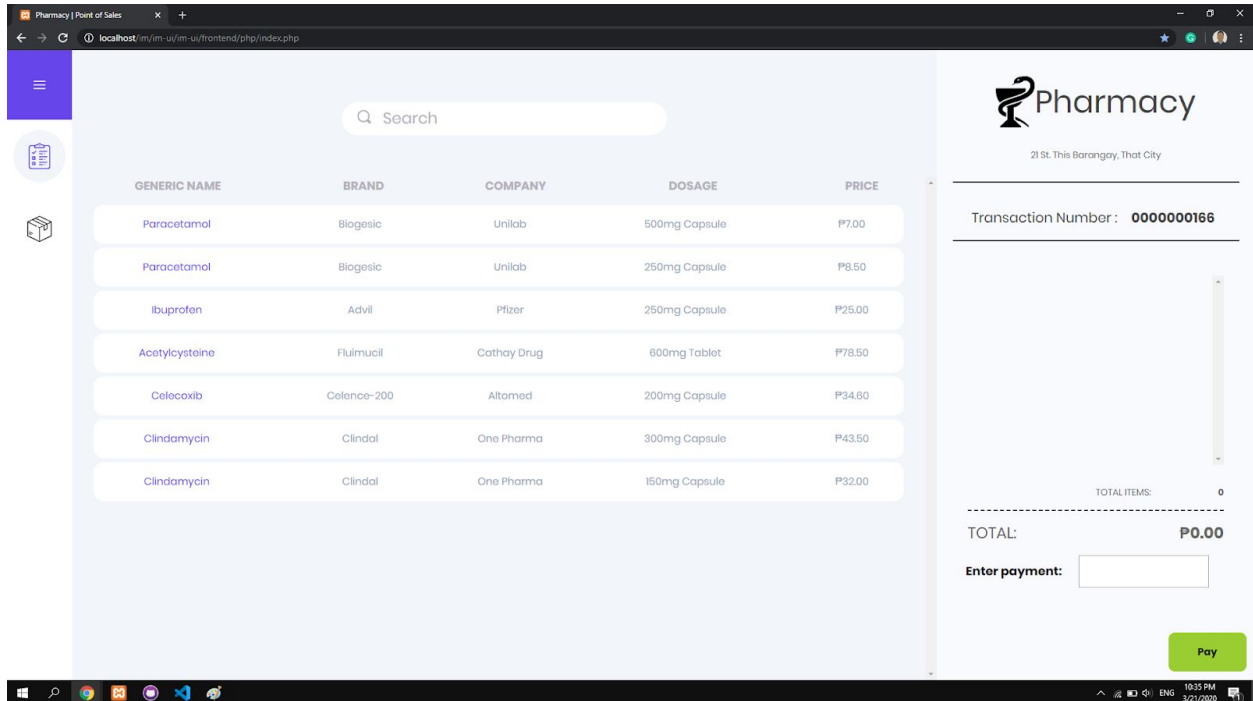 Pharmacy | Point of Sales
localhost/im/im-ui/im-ui/frontend/php/index.php
Search
GENERIC NAME BRAND COMPANY DOSAGE PRICE
Paracetamol Biogesic Unilab 500mg Capsule ₱7.00
Paracetamol Biogesic Unilab 250mg Capsule ₱8.50
Ibuprofen Advil Pfizer 250mg Capsule ₱25.00
Acetylcysteine Fluimucil Cathay Drug 600mg Tablet ₱78.50
Celecoxib Celence-200 Altomed 200mg Capsule ₱34.60
Clindamycin Clindal One Pharma 300mg Capsule ₱43.50
Clindamycin Clindal One Pharma 150mg Capsule ₱32.00
Pharmacy
21 St. This Barangay, That City
Transaction Number : 0000000166
TOTAL ITEMS: 0
TOTAL: ₱0.00
Enter payment:
Pay
ENG
10:35 PM
3/21/2020